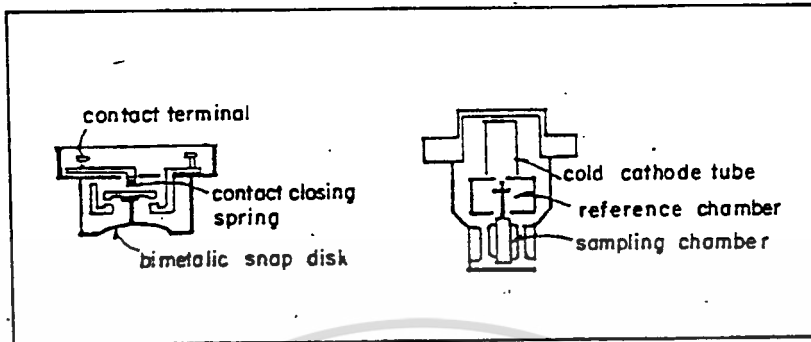 contact terminal
contact closing
spring
bimetalic snap disk
cold cathode tube
reference chamber
sampling chamber